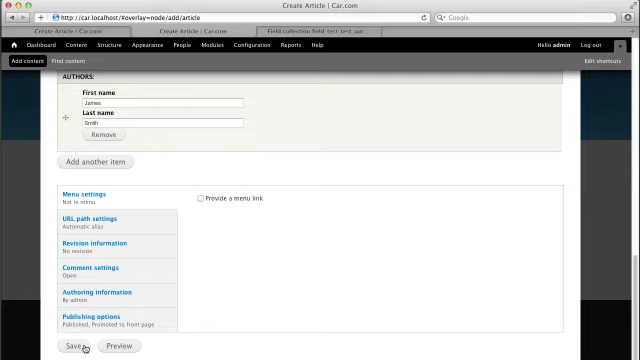 Create Article | Car.com
http://car.localhost/#overlay=node/add/article
Google
Create Article | Car.com
Create Article | Car.com
Field collection field-test-test aut...
Dashboard Content Structure Appearance People Modules Configuration Reports Help
Hello admin Log out
Add content Find content
Edit shortcuts
AUTHORS:
First name
James
Last name
Smith
Remove
Add another item
Menu settings
Not in menu
Provide a menu link
URL path settings
Automatic alias
Revision information
No revision
Comment settings
Open
Authoring information
By admin
Publishing options
Published, Promoted to front page
Save
Preview